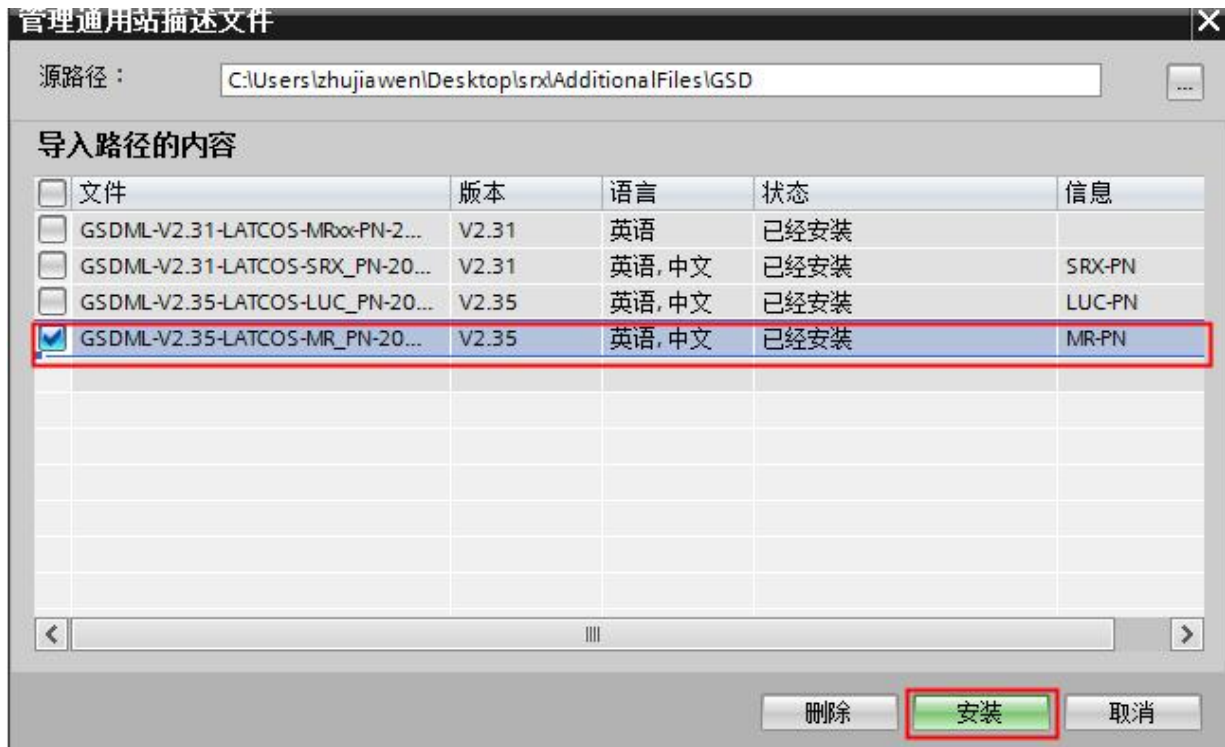 管理通用站描述文件
源路径： C:\Users\zhujiawen\Desktop\srx\AdditionalFiles\GSD ...
导入路径的内容
文件 版本 语言 状态 信息
GSDML-V2.31-LATCOS-MRxx-PN-2... V2.31 英语 已经安装
GSDML-V2.31-LATCOS-SRX_PN-20... V2.31 英语, 中文 已经安装 SRX-PN
GSDML-V2.35-LATCOS-LUC_PN-20... V2.35 英语, 中文 已经安装 LUC-PN
GSDML-V2.35-LATCOS-MR_PN-20... V2.35 英语, 中文 已经安装 MR-PN
删除 安装 取消